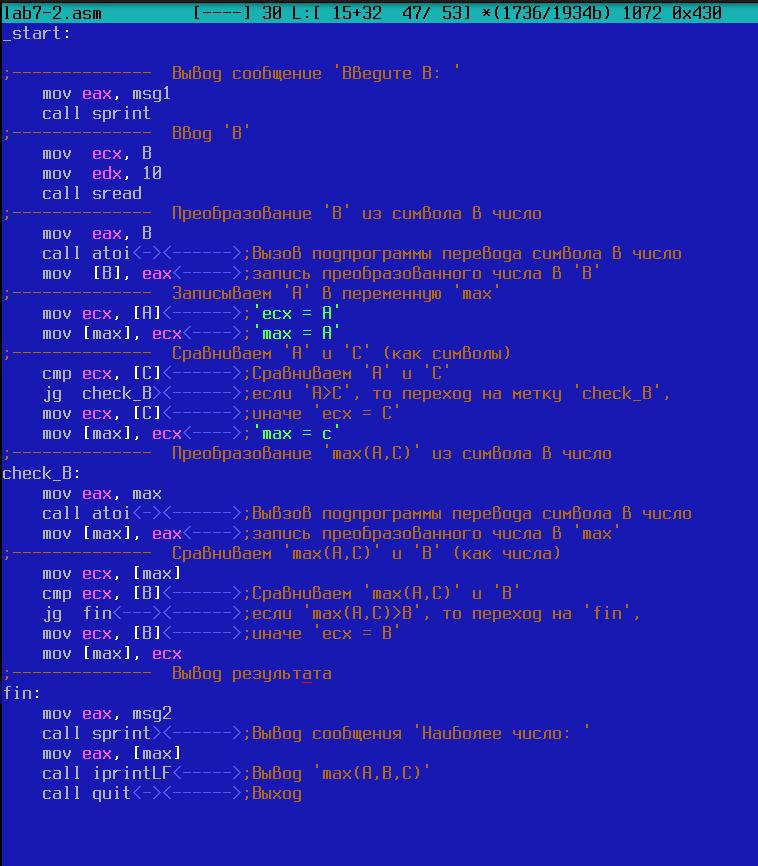 lab7-2.asm [----] 30 L:[ 15+32 47/ 53] *(1736/1934b) 1072 0x430
_start:
;-------------- Вывод сообщение 'Введите В: '
mov eax, msg1
call sprint
;-------------- Ввод 'В'
mov ecx, B
mov edx, 10
call sread
;-------------- Преобразование 'В' из символа в число
mov eax, B
call atoi<-><------>;Вызов подпрограммы перевода символа в число
mov [B], eax<----->;запись преобразованного числа в 'В'
;-------------- Записываем 'А' в переменную 'max'
mov ecx, [A]<------>;'ecx = A'
mov [max], ecx<---->;'max = A'
;-------------- Сравниваем 'А' и 'С' (как символы)
cmp ecx, [C]<------>;Сравниваем 'А' и 'С'
jg check_B><------>;если 'А>С', то переход на метку 'check_B',
mov ecx, [C]<------>;иначе 'ecx = C'
mov [max], ecx<---->;'max = c'
;-------------- Преобразование 'max(A,C)' из символа в число
check_B:
mov eax, max
call atoi<-><------>;Вывзов подпрограммы перевода символа в число
mov [max], eax<---->;запись преобразованного числа в 'max'
;-------------- Сравниваем 'max(A,C)' и 'В' (как числа)
mov ecx, [max]
cmp ecx, [B]<------>;Сравниваем 'max(A,C)' и 'В'
jg fin<---><------>;если 'max(A,C)>B', то переход на 'fin',
mov ecx, [B]<------>;иначе 'ecx = B'
mov [max], ecx
;-------------- Вывод результата
fin:
mov eax, msg2
call sprint><------>;Вывод сообщения 'Наиболее число: '
mov eax, [max]
call iprintLF<----->;Вывод 'max(A,B,C)'
call quit<-><------>;Выход